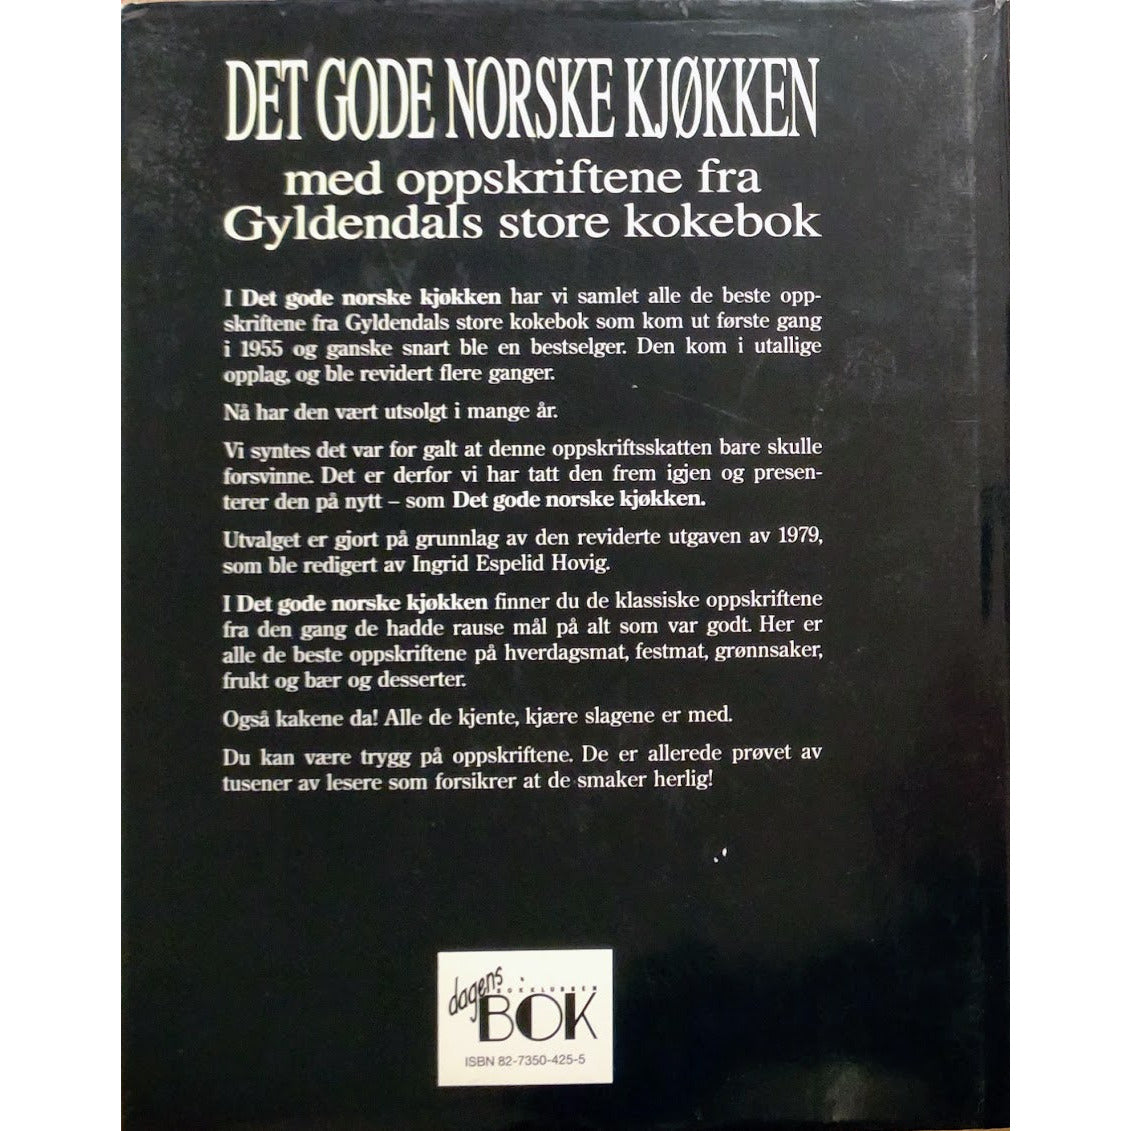 DET GODE NORSKE KJØKKEN
med oppskriftene fra
Gyldendals store kokebok
I Det gode norske kjøkken har vi samlet alle de beste opp-
skriftene fra Gyldendals store kokebok som kom ut første gang
i 1955 og ganske snart ble en bestselger. Den kom i utallige
opplag, og ble revidert flere ganger.
Nå har den vært utsolgt i mange år.
Vi syntes det var for galt at denne oppskriftsskatten bare skulle
forsvinne. Det er derfor vi har tatt den frem igjen og presen-
terer den på nytt – som Det gode norske kjøkken.
Utvalget er gjort på grunnlag av den reviderte utgaven av 1979,
som ble redigert av Ingrid Espelid Hovig.
I Det gode norske kjøkken finner du de klassiske oppskriftene
fra den gang de hadde rause mål på alt som var godt. Her er
alle de beste oppskriftene på hverdagsmat, festmat, grønnsaker,
frukt og bær og desserter.
Også kakene da! Alle de kjente, kjære slagene er med.
Du kan være trygg på oppskriftene. De er allerede prøvet av
tusener av lesere som forsikrer at de smaker herlig!
dagens
BOKKLUBBEN
BOK
ISBN 82-7350-425-5